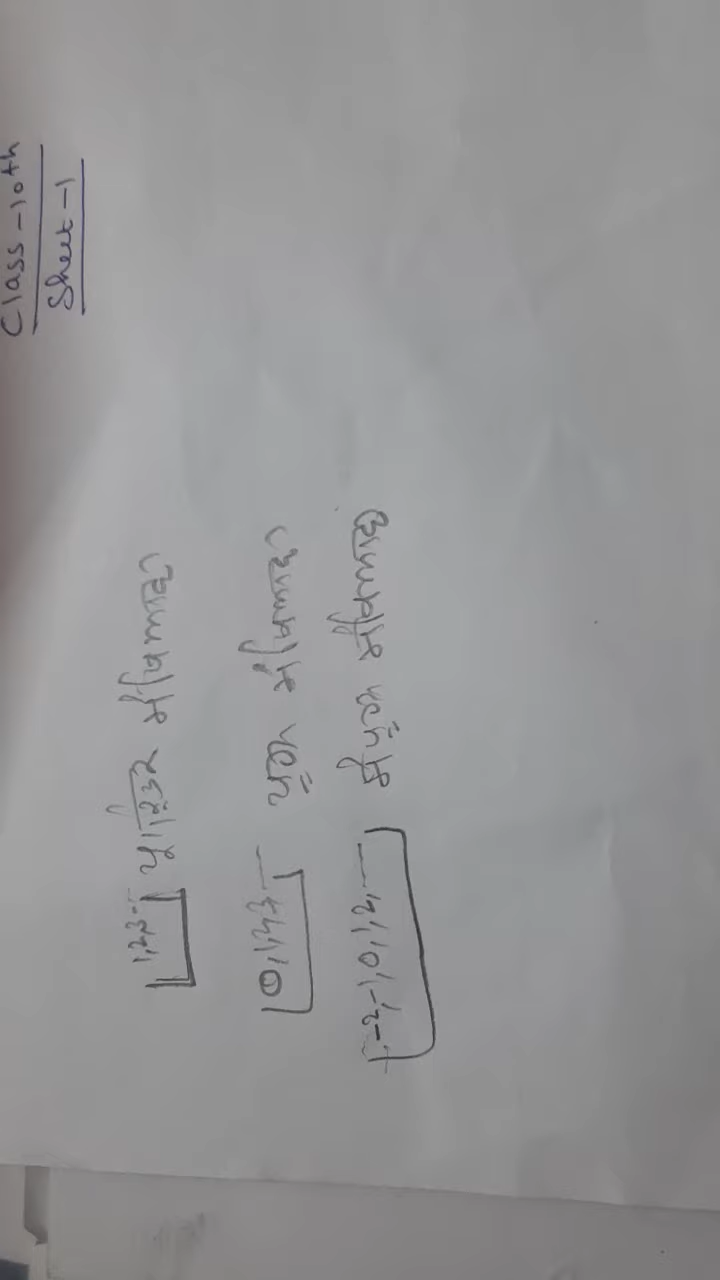 Class - 10th
Sheet - 1
1,2,3-- ਪ੍ਰਾਕਿਰਤਕ ਸੰਖਿਆਵਾਂ
0,1,2,3, -- ਪੂਰਨ ਸੰਖਿਆਵਾਂ
-2,-1,0,1,2, -- ਸੰਪੂਰਨ ਸੰਖਿਆਵਾਂ